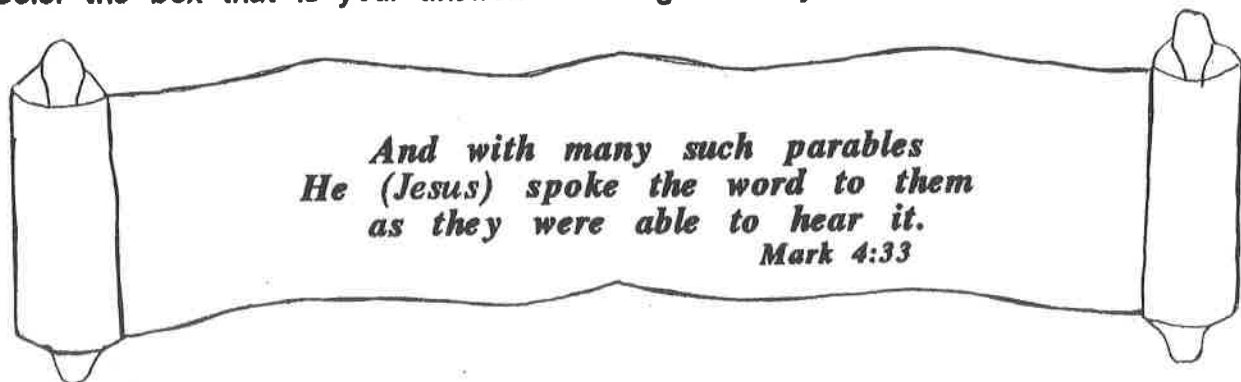 And with many such parables
He (Jesus) spoke the word to them
as they were able to hear it.
Mark 4:33